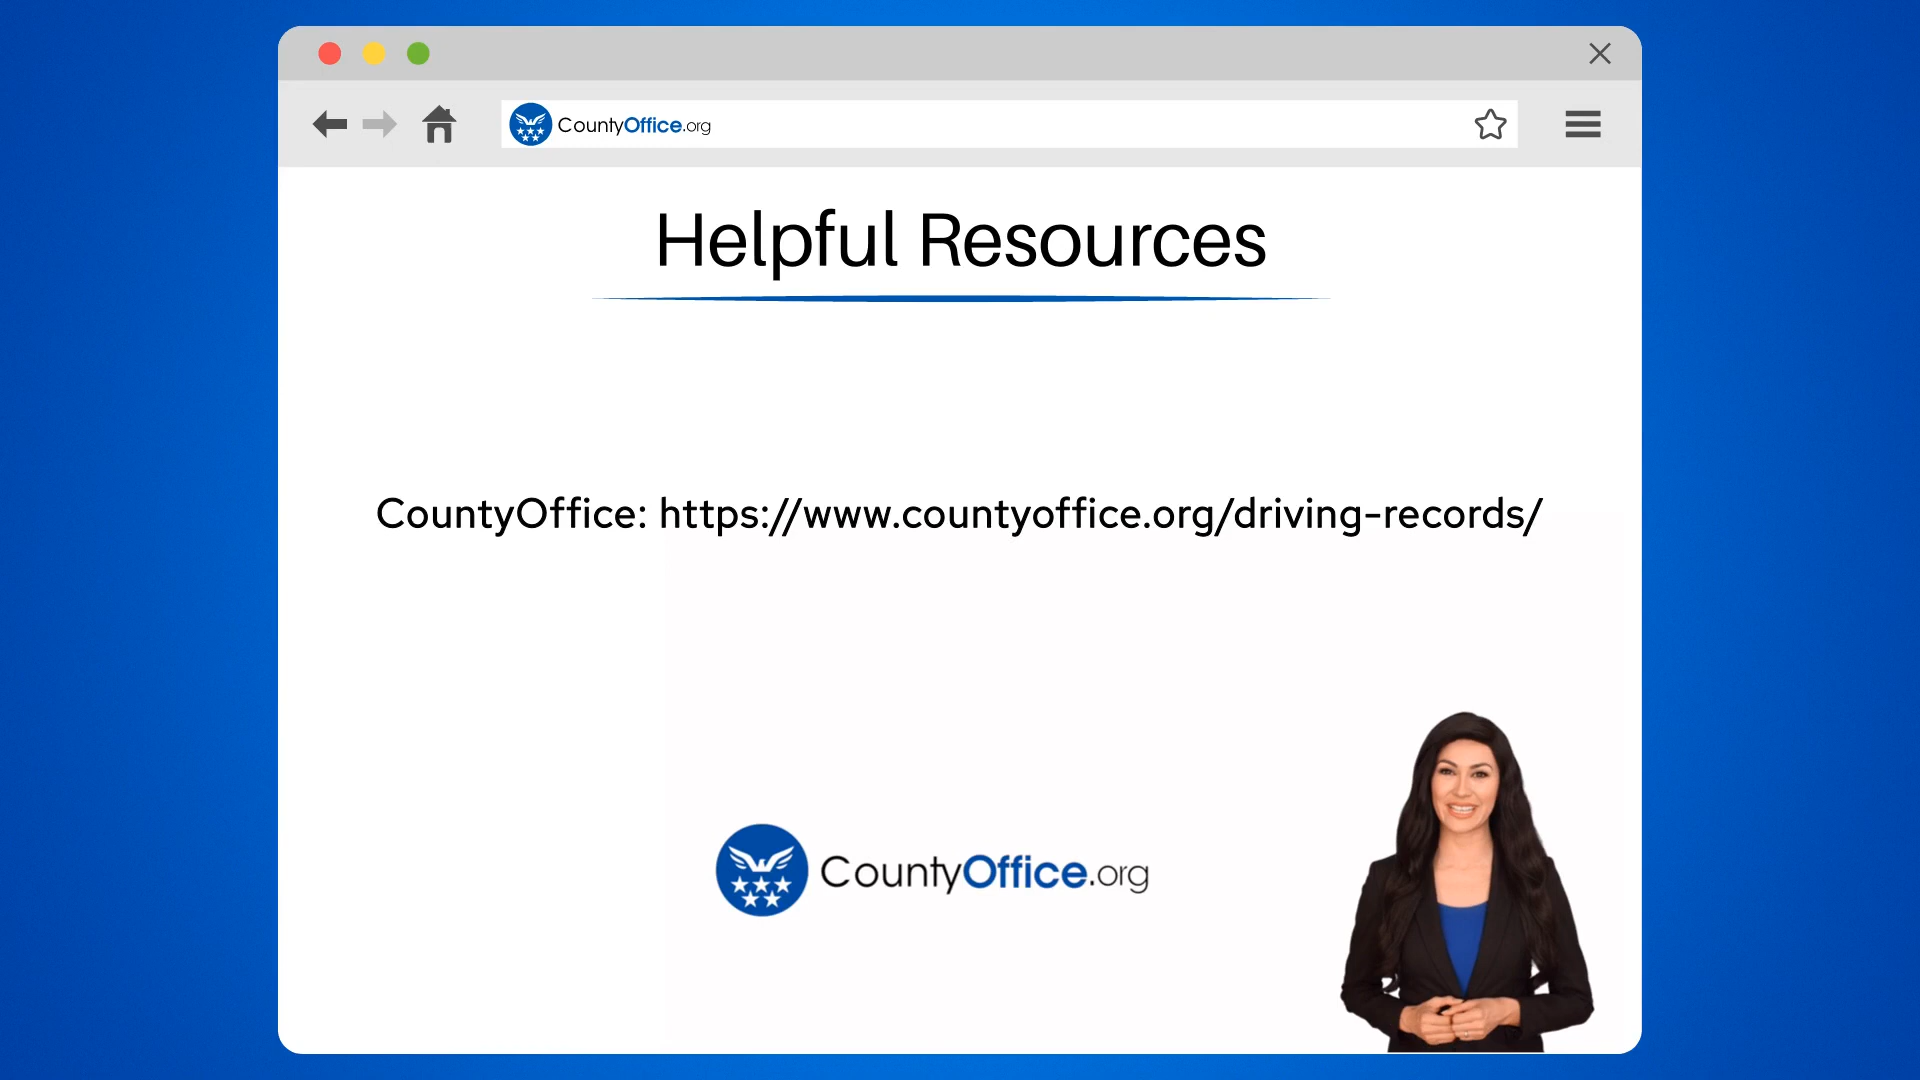 CountyOffice.org
Helpful Resources
CountyOffice: https://www.countyoffice.org/driving-records/
CountyOffice.org